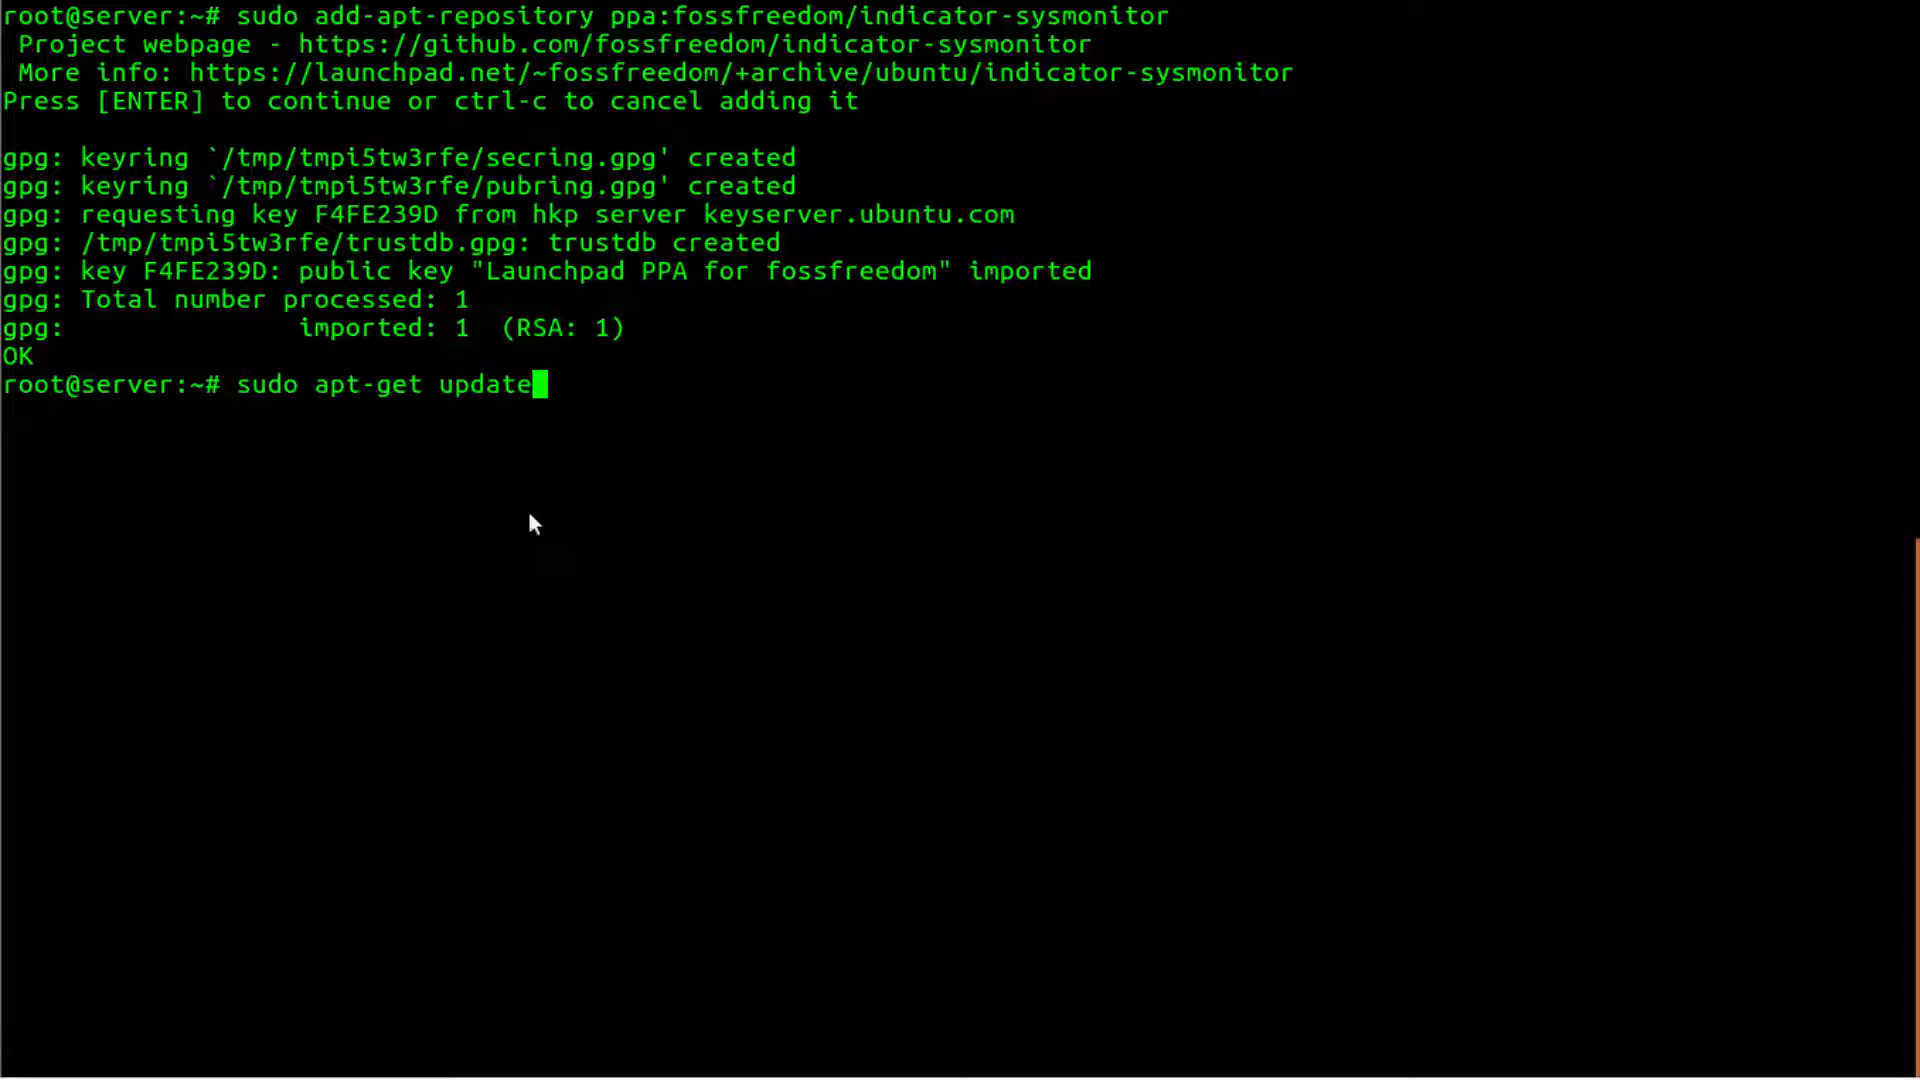 root@server:~# sudo add-apt-repository ppa:fossfreedom/indicator-sysmonitor
 Project webpage - https://github.com/fossfreedom/indicator-sysmonitor
 More info: https://launchpad.net/~fossfreedom/+archive/ubuntu/indicator-sysmonitor
Press [ENTER] to continue or ctrl-c to cancel adding it

gpg: keyring `/tmp/tmpi5tw3rfe/secring.gpg' created
gpg: keyring `/tmp/tmpi5tw3rfe/pubring.gpg' created
gpg: requesting key F4FE239D from hkp server keyserver.ubuntu.com
gpg: /tmp/tmpi5tw3rfe/trustdb.gpg: trustdb created
gpg: key F4FE239D: public key "Launchpad PPA for fossfreedom" imported
gpg: Total number processed: 1
gpg:               imported: 1  (RSA: 1)
OK
root@server:~# sudo apt-get update